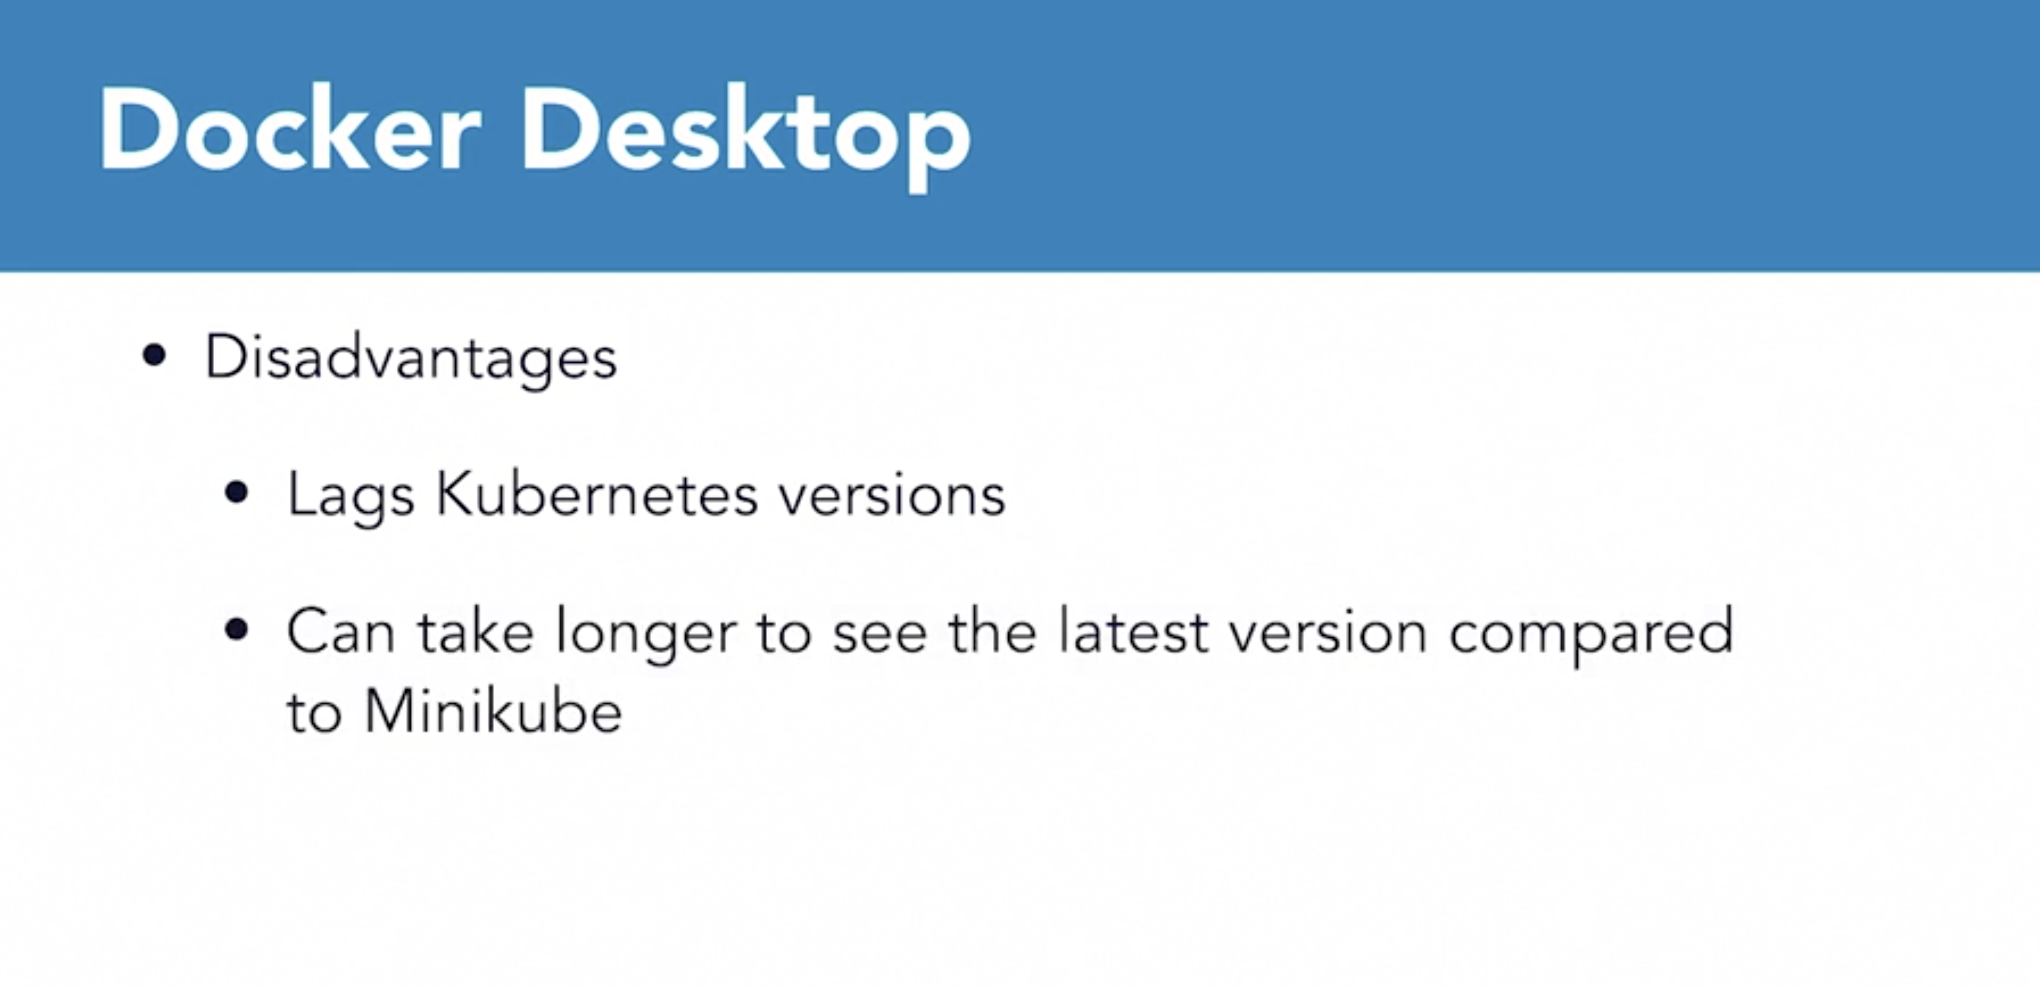 Docker Desktop
• Disadvantages
• Lags Kubernetes versions
• Can take longer to see the latest version compared
to Minikube